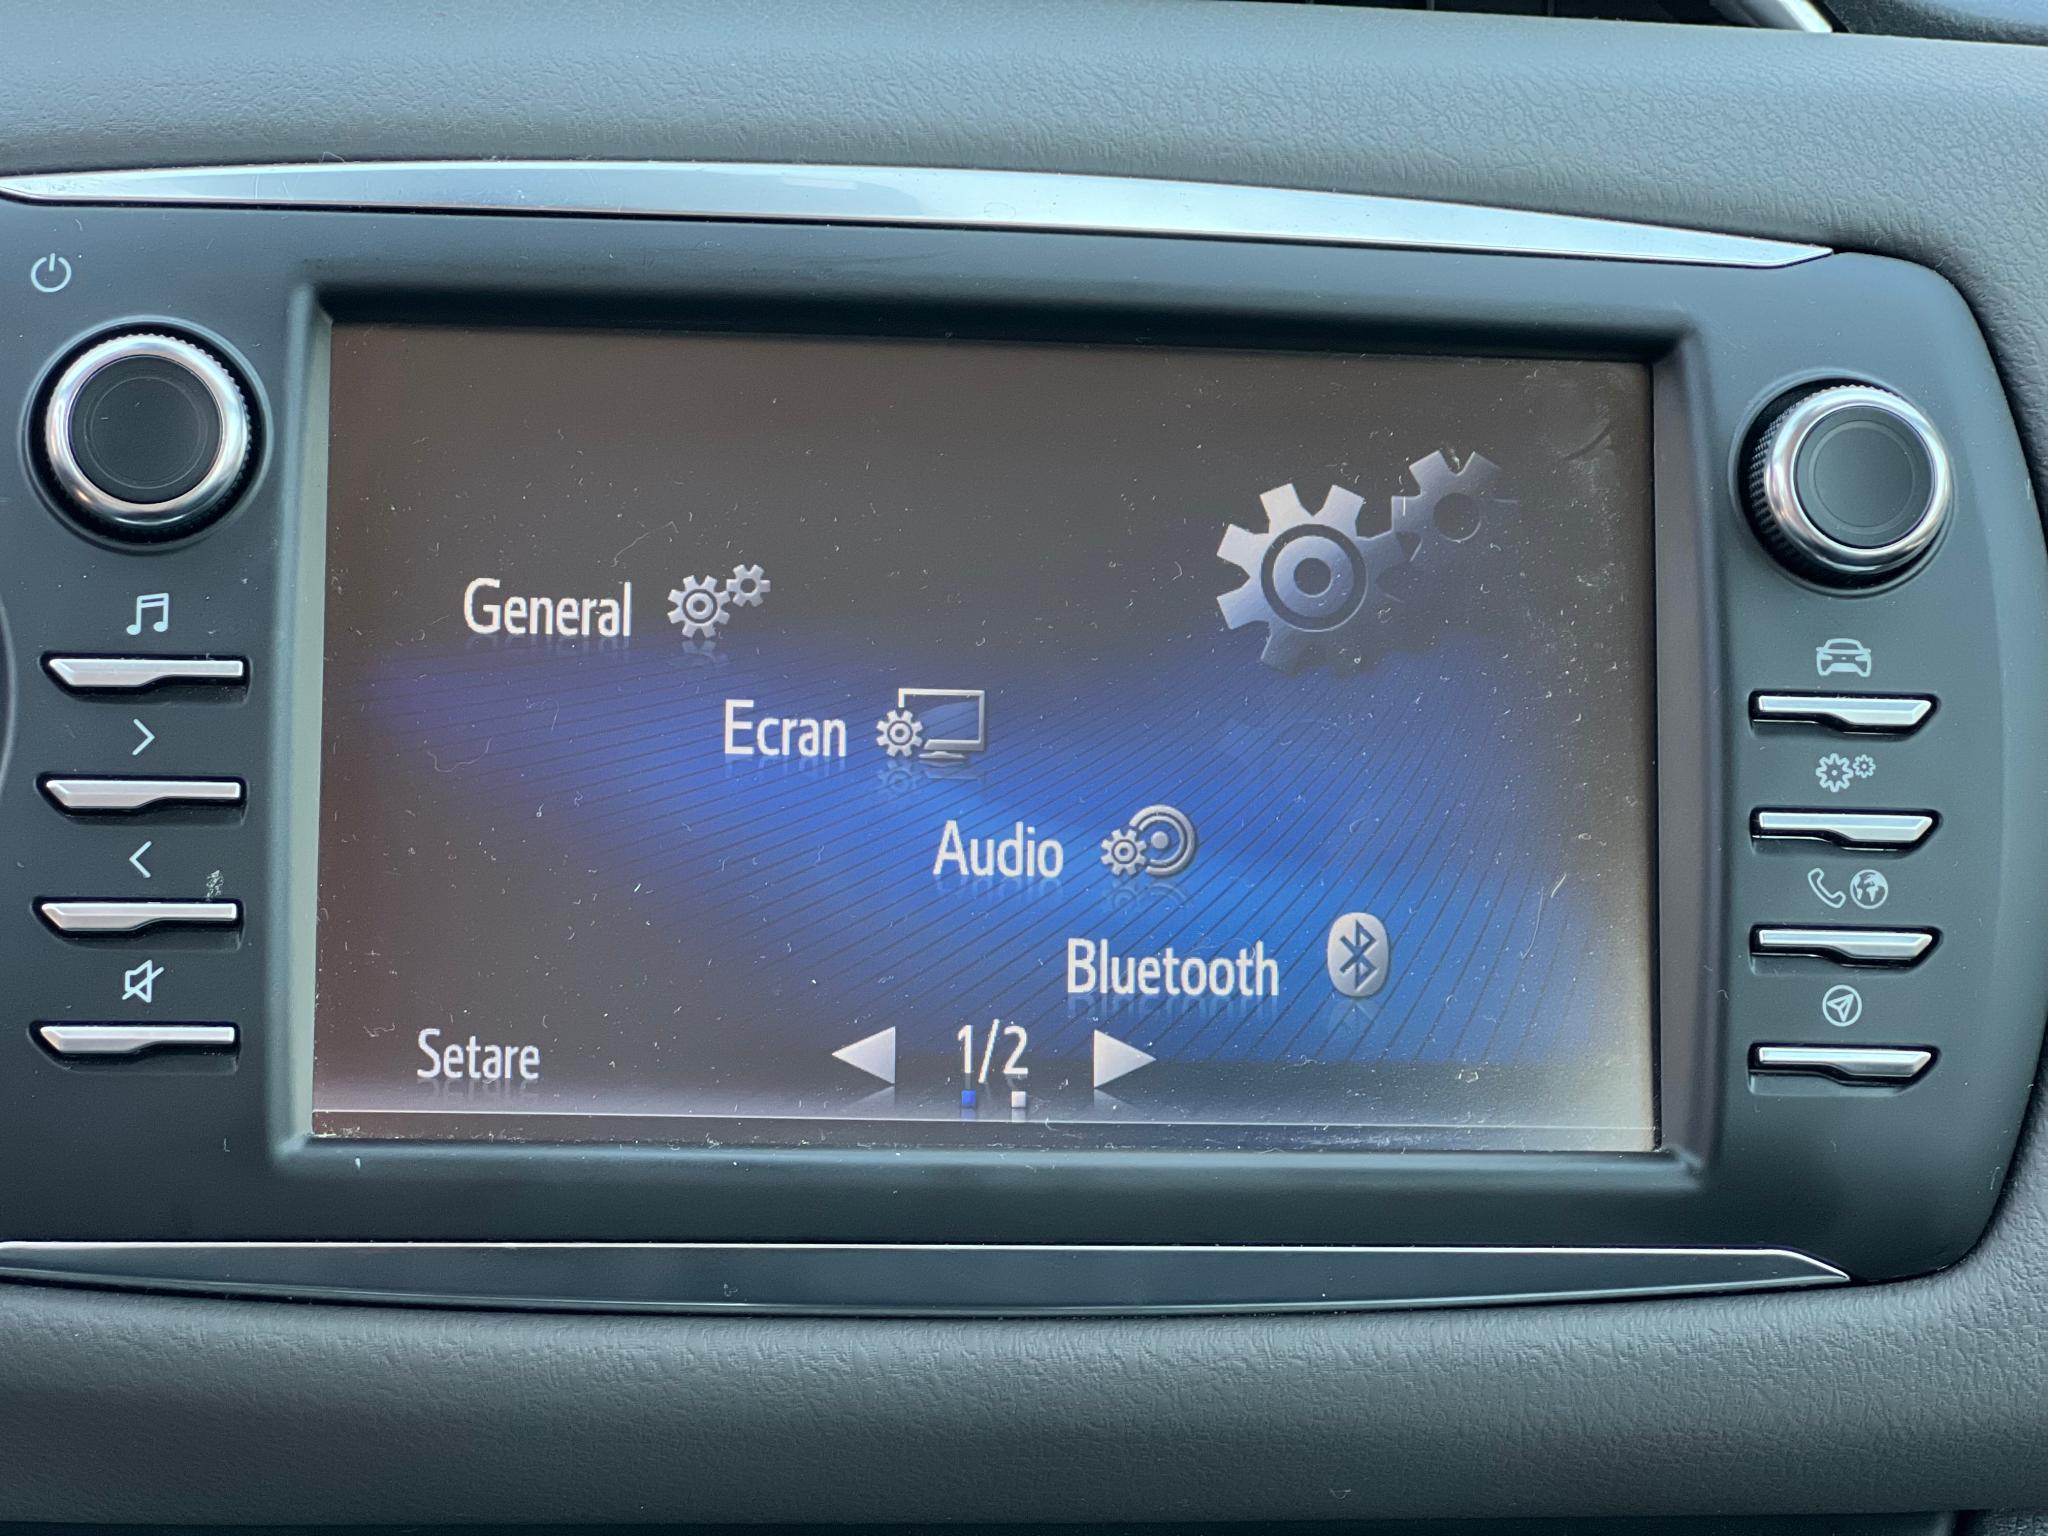 General
Ecran
Audio
Bluetooth
Setare
1/2